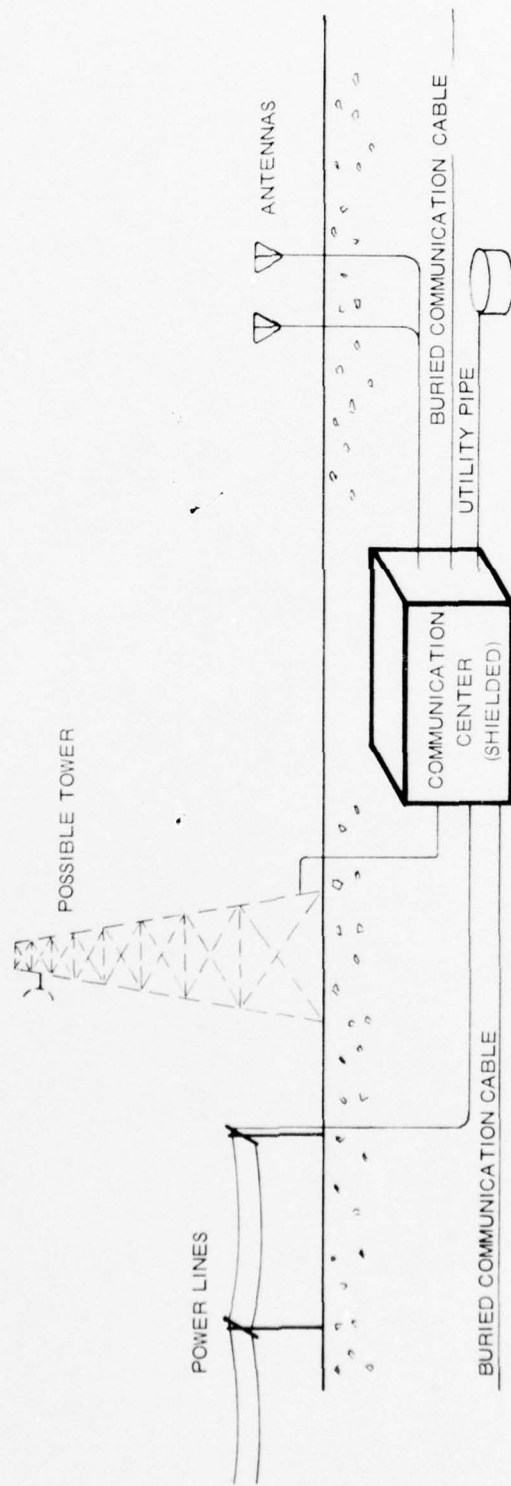 POSSIBLE TOWER
ANTENNAS
POWER LINES
BURIED COMMUNICATION CABLE
UTILITY PIPE
COMMUNICATION
CENTER
(SHIELDED)
BURIED COMMUNICATION CABLE